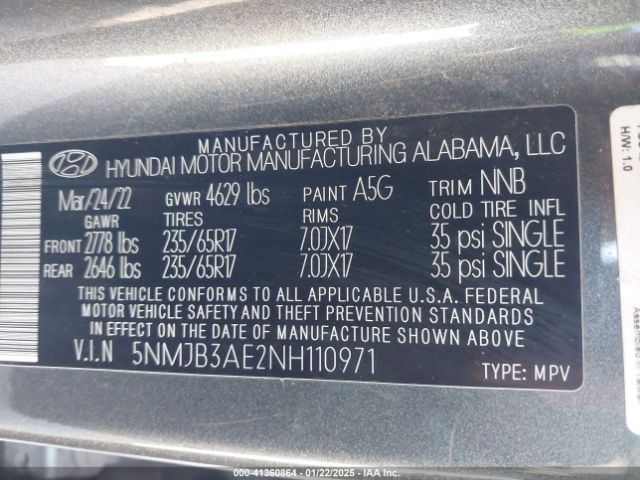 MANUFACTURED BY
HYUNDAI MOTOR MANUFACTURING ALABAMA, LLC
Mar/24/22 GVWR 4629 lbs PAINT A5G TRIM NNB
GAWR TIRES RIMS COLD TIRE INFL
FRONT 2778 lbs 235/65R17 7.0JX17 35 psi SINGLE
REAR 2646 lbs 235/65R17 7.0JX17 35 psi SINGLE
THIS VEHICLE CONFORMS TO ALL APPLICABLE U.S.A. FEDERAL
MOTOR VEHICLE SAFETY AND THEFT PREVENTION STANDARDS
IN EFFECT ON THE DATE OF MANUFACTURE SHOWN ABOVE
V.I.N 5NMJB3AE2NH110971 TYPE: MPV
H/W: 1.0
000-41360864 - 01/22/2025 - IAA Inc.